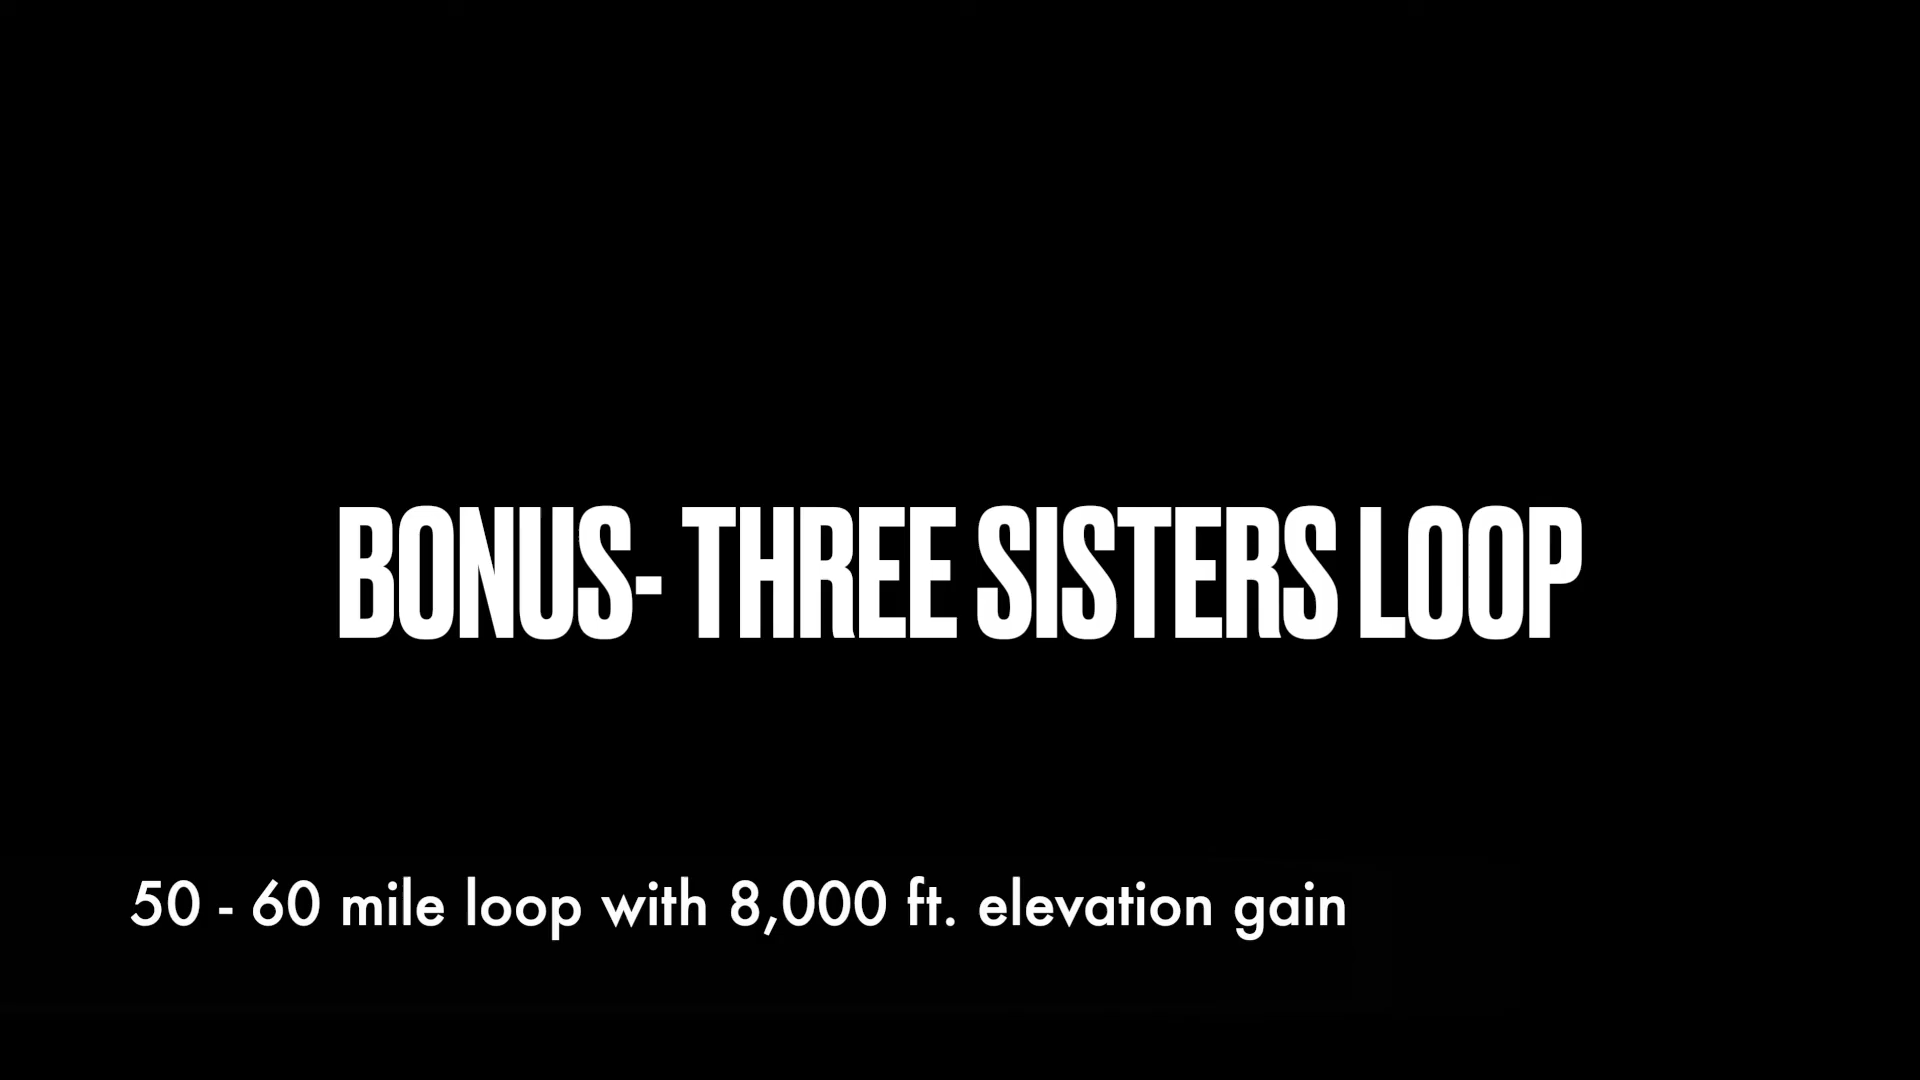 BONUS- THREE SISTERS LOOP
50 - 60 mile loop with 8,000 ft. elevation gain